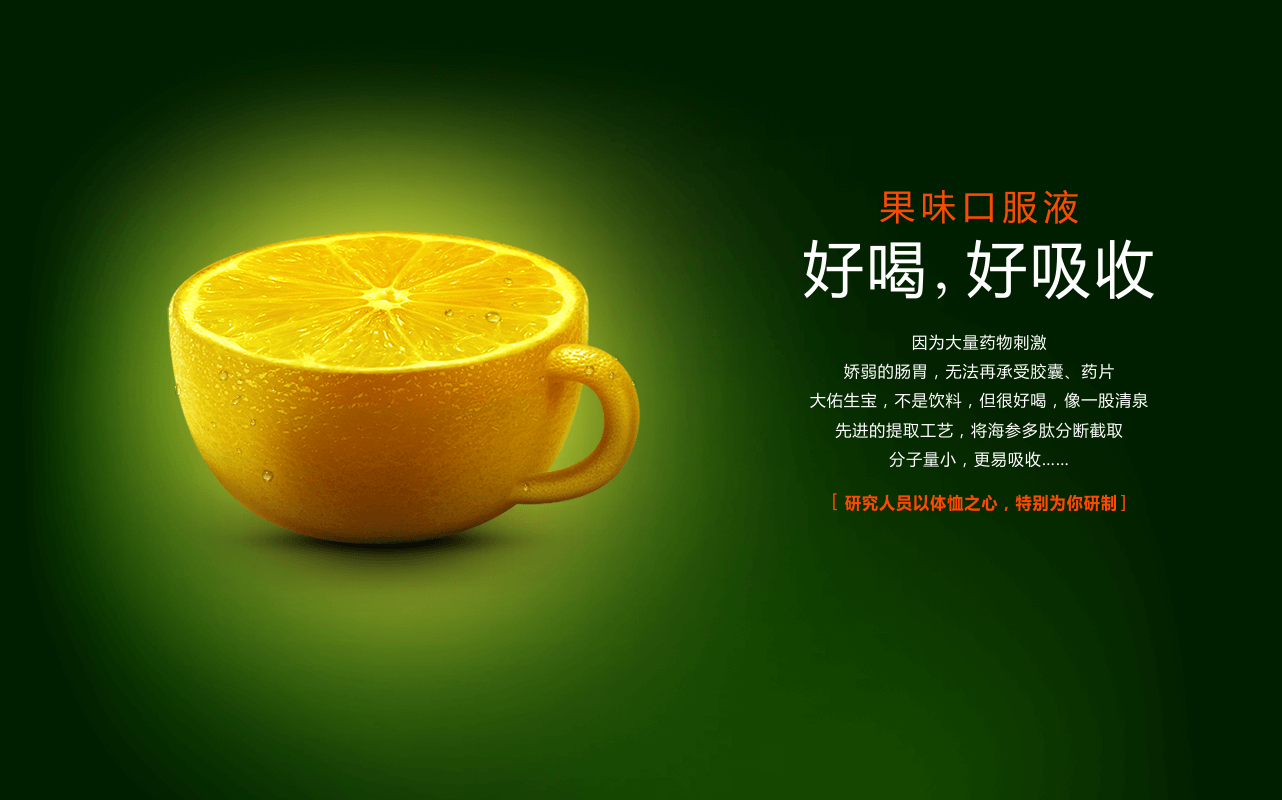 果味口服液
好喝，好吸收
因为大量药物刺激
娇弱的肠胃，无法再承受胶囊、药片
大佑生宝，不是饮料，但很好喝，像一股清泉
先进的提取工艺，将海参多肽分断截取
分子量小，更易吸收……
[ 研究人员以体恤之心，特别为你研制 ]